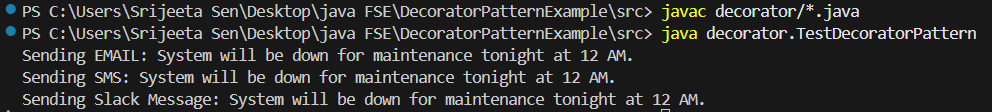 PS C:\Users\Srijeeta Sen\Desktop\java FSE\DecoratorPatternExample\src> javac decorator/*.java
PS C:\Users\Srijeeta Sen\Desktop\java FSE\DecoratorPatternExample\src> java decorator.TestDecoratorPattern
Sending EMAIL: System will be down for maintenance tonight at 12 AM.
Sending SMS: System will be down for maintenance tonight at 12 AM.
Sending Slack Message: System will be down for maintenance tonight at 12 AM.